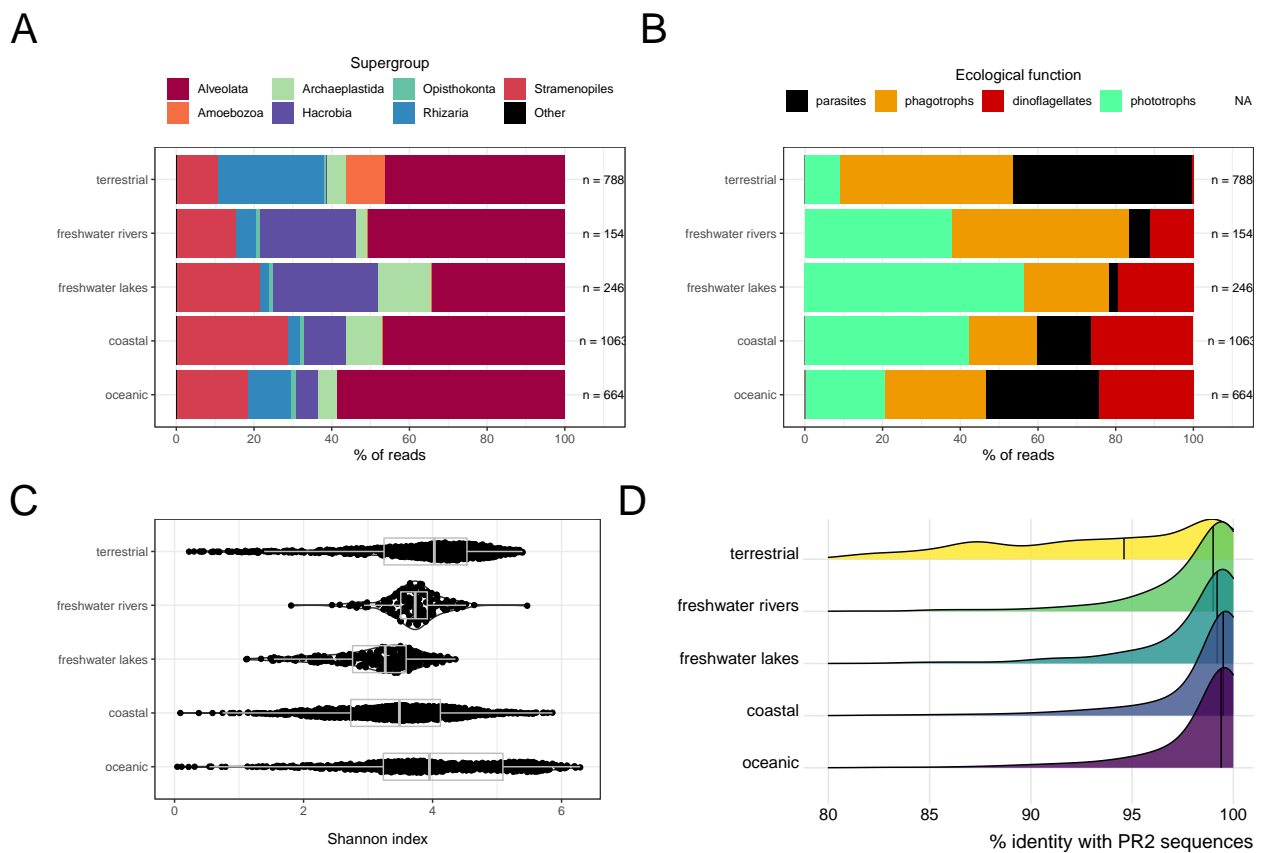 A
Supergroup
Alveolata Archaeplastida Opisthokonta Stramenopiles
Amoebozoa Hacrobia Rhizaria Other
terrestrial n = 788
freshwater rivers n = 154
freshwater lakes n = 246
coastal n = 1063
oceanic n = 664
0 20 40 60 80 100
% of reads
B
Ecological function
parasites phagotrophs dinoflagellates phototrophs NA
terrestrial n = 788
freshwater rivers n = 154
freshwater lakes n = 246
coastal n = 1063
oceanic n = 664
0 20 40 60 80 100
% of reads
C
terrestrial
freshwater rivers
freshwater lakes
coastal
oceanic
0 2 4 6
Shannon index
D
terrestrial
freshwater rivers
freshwater lakes
coastal
oceanic
80 85 90 95 100
% identity with PR2 sequences